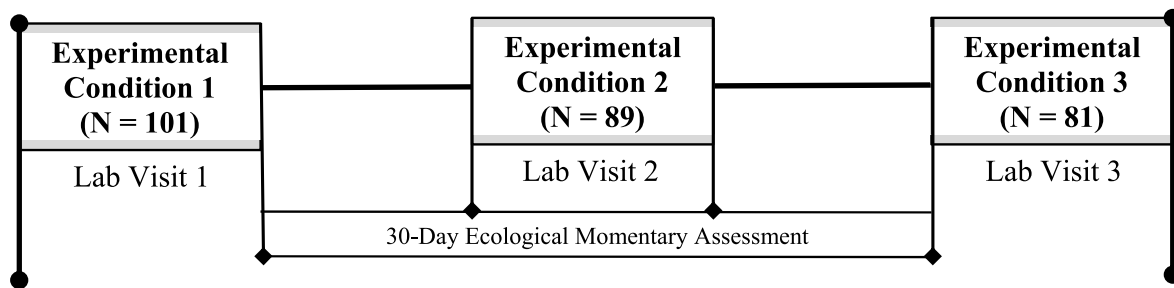 Experimental
Condition 1
(N = 101)
Lab Visit 1
Experimental
Condition 2
(N = 89)
Lab Visit 2
Experimental
Condition 3
(N = 81)
Lab Visit 3
30-Day Ecological Momentary Assessment